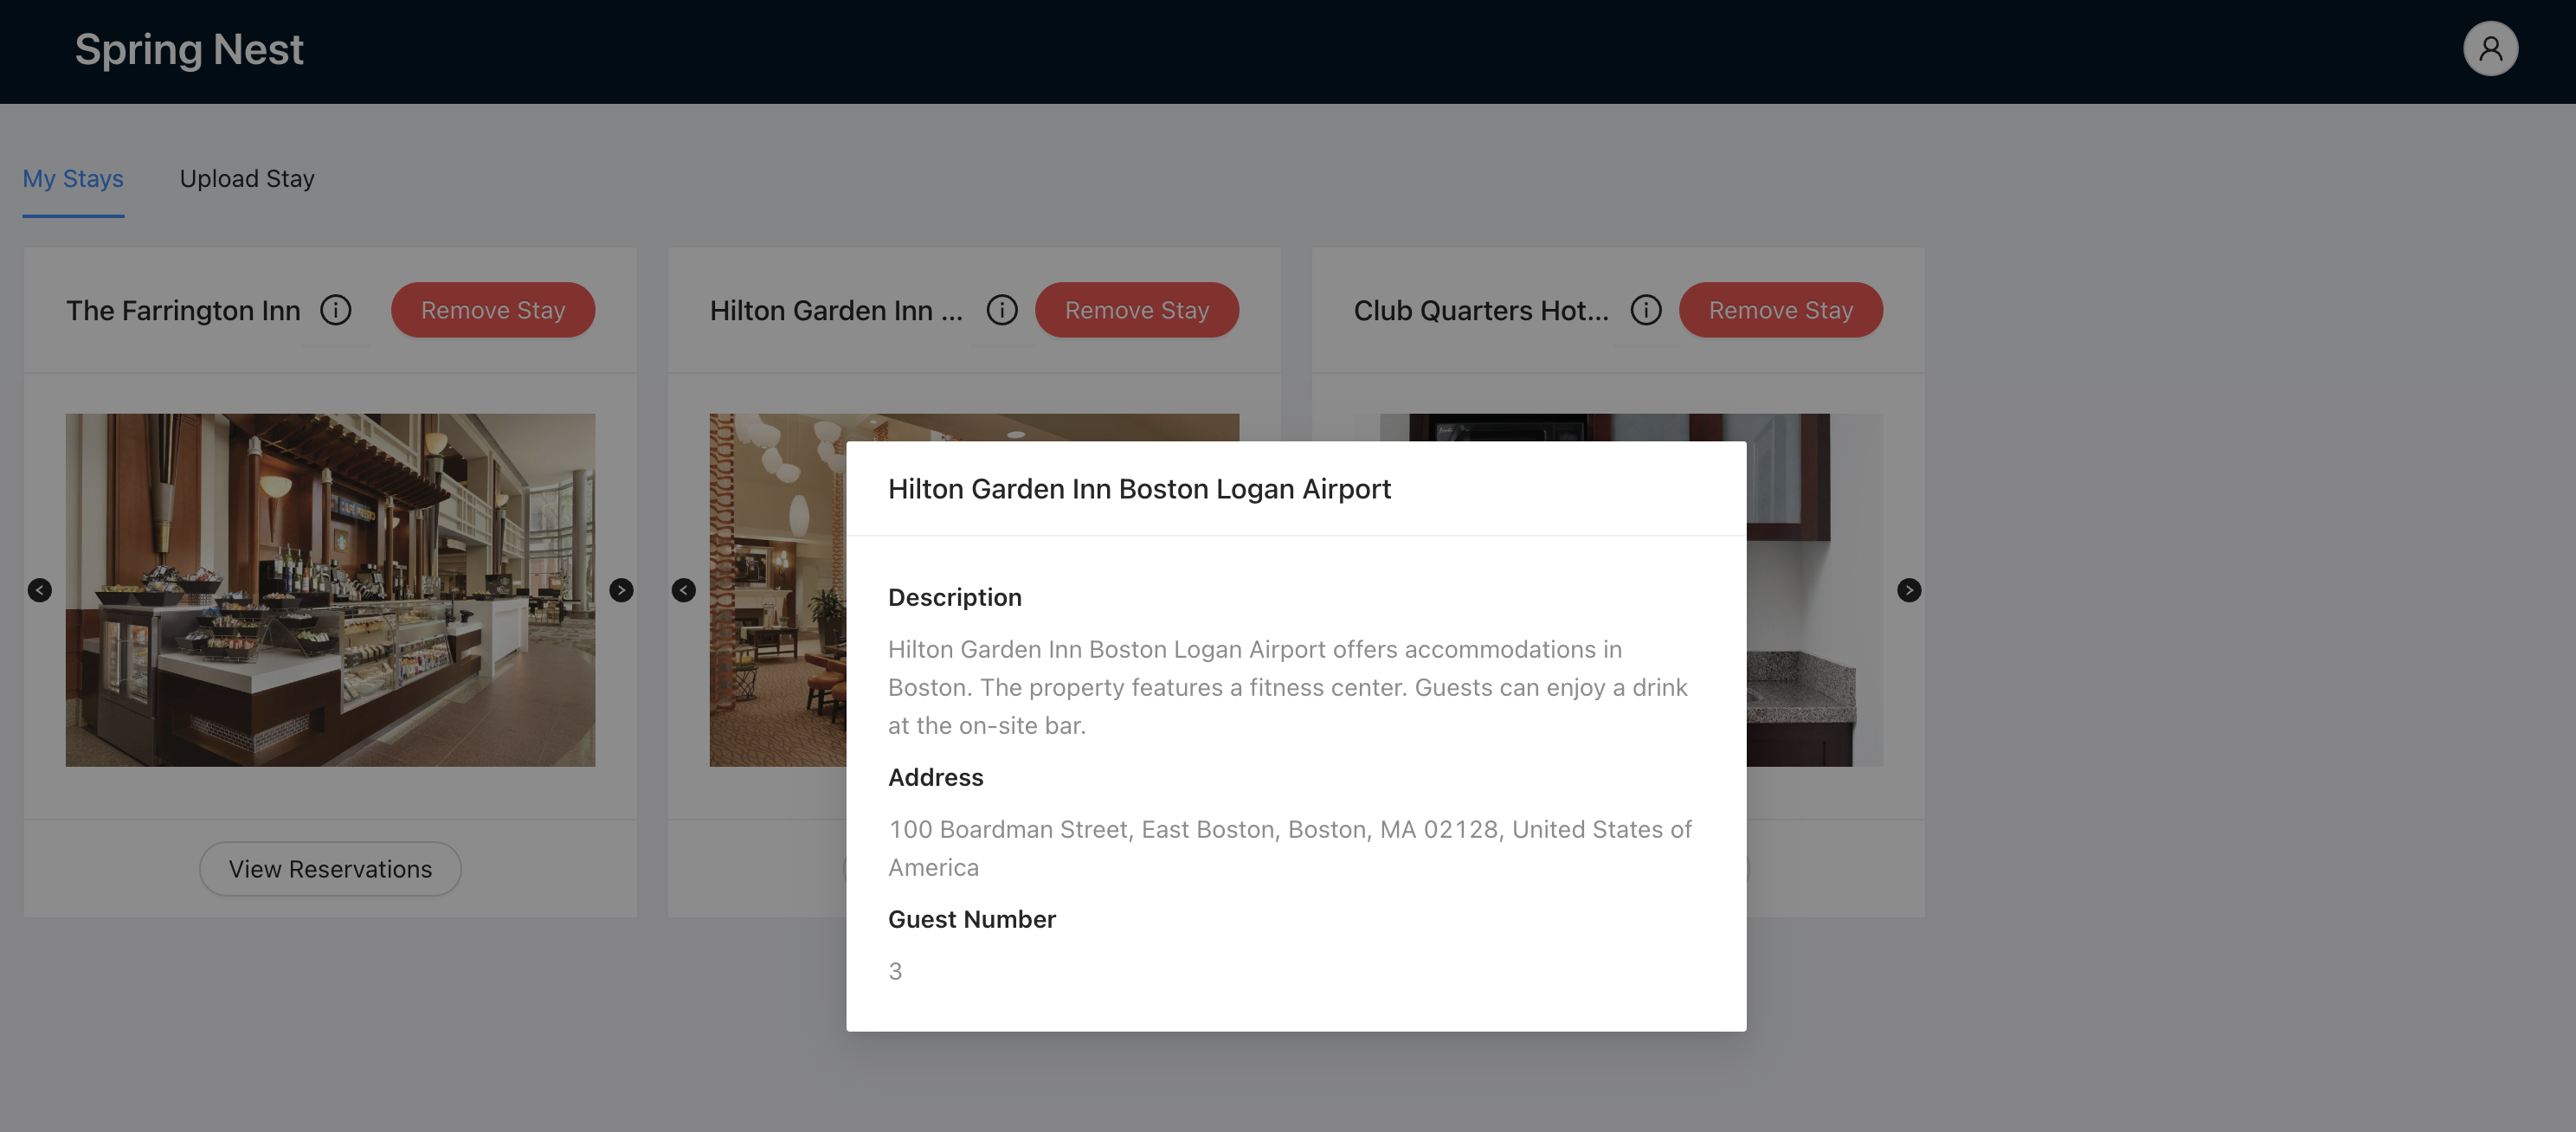 Spring Nest
My Stays
Upload Stay
The Farrington Inn
Remove Stay
Hilton Garden Inn ...
Remove Stay
Club Quarters Hot...
Remove Stay
Hilton Garden Inn Boston Logan Airport
Description
Hilton Garden Inn Boston Logan Airport offers accommodations in
Boston. The property features a fitness center. Guests can enjoy a drink
at the on-site bar.
Address
100 Boardman Street, East Boston, Boston, MA 02128, United States of
America
Guest Number
3
View Reservations